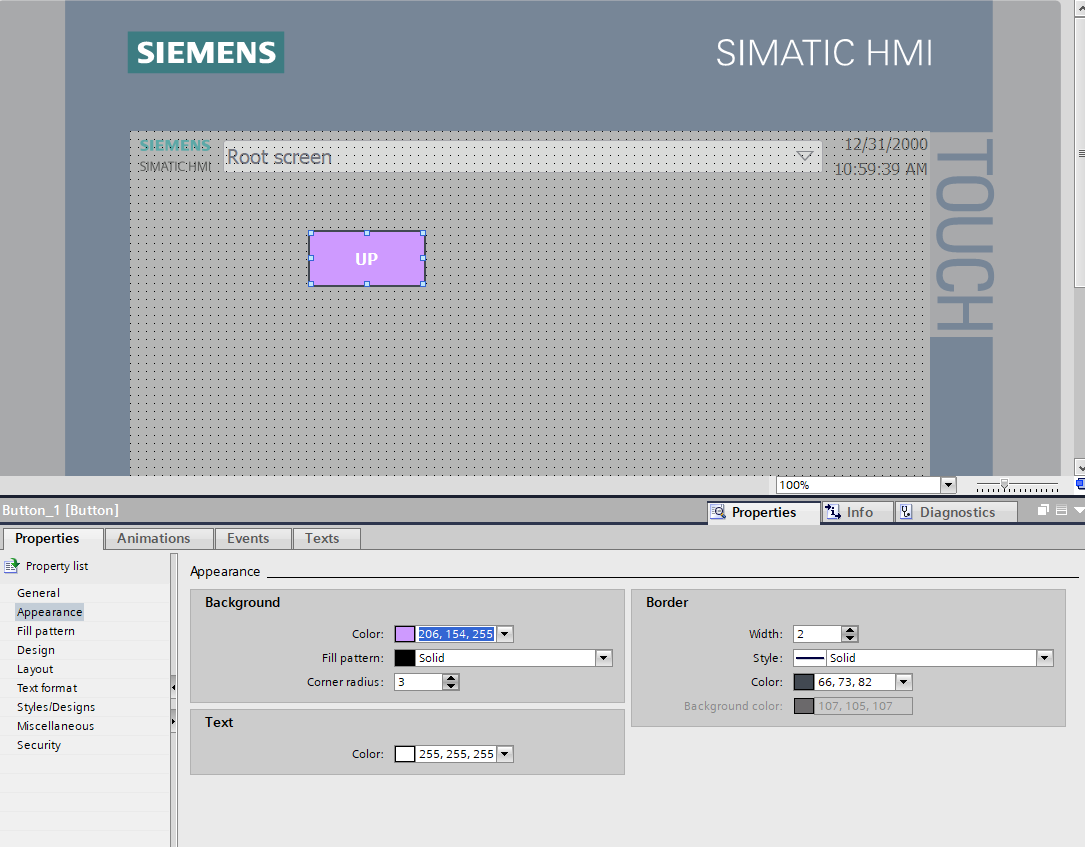 SIEMENS
SIMATIC HMI
SIEMENS
SIMATIC HMI
Root screen
12/31/2000
10:59:39 AM
TOUCH
UP
100%
Button_1 [Button]
Properties
Info
Diagnostics
Properties
Animations
Events
Texts
Property list
General
Appearance
Fill pattern
Design
Layout
Text format
Styles/Designs
Miscellaneous
Security
Appearance
Background
Color: 206, 154, 255
Fill pattern: Solid
Corner radius: 3
Text
Color: 255, 255, 255
Border
Width: 2
Style: Solid
Color: 66, 73, 82
Background color: 107, 105, 107